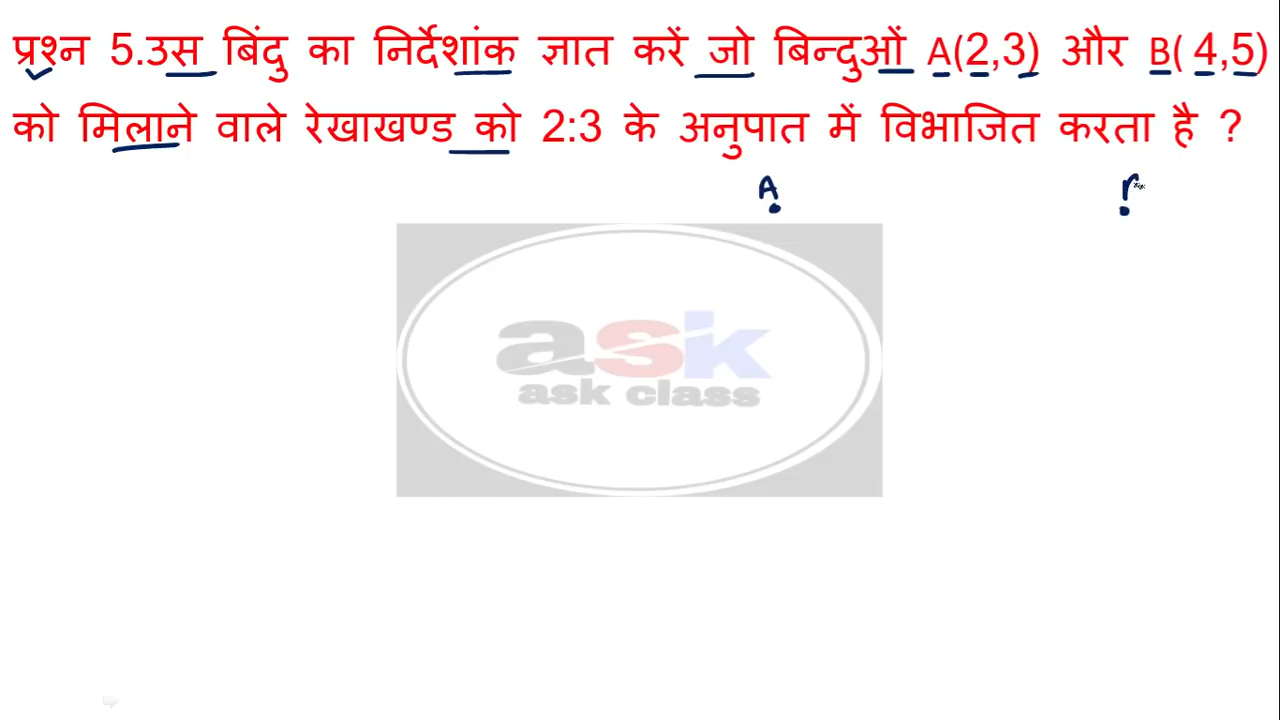 प्रश्न 5.उस बिंदु का निर्देशांक ज्ञात करें जो बिन्दुओं A(2,3) और B( 4,5)
को मिलाने वाले रेखाखण्ड को 2:3 के अनुपात में विभाजित करता है ?
A
ask
ask class